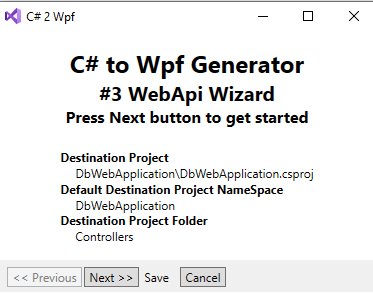 C# 2 Wpf
C# to Wpf Generator
#3 WebApi Wizard
Press Next button to get started
Destination Project
DbWebApplication\DbWebApplication.csproj
Default Destination Project NameSpace
DbWebApplication
Destination Project Folder
Controllers
<< Previous Next >> Save Cancel